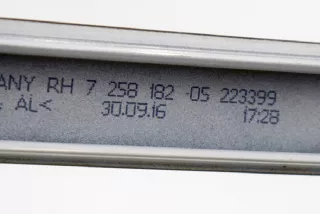 ANY RH 7 258 182 -05 223399
AL< 30.09.16 17:28